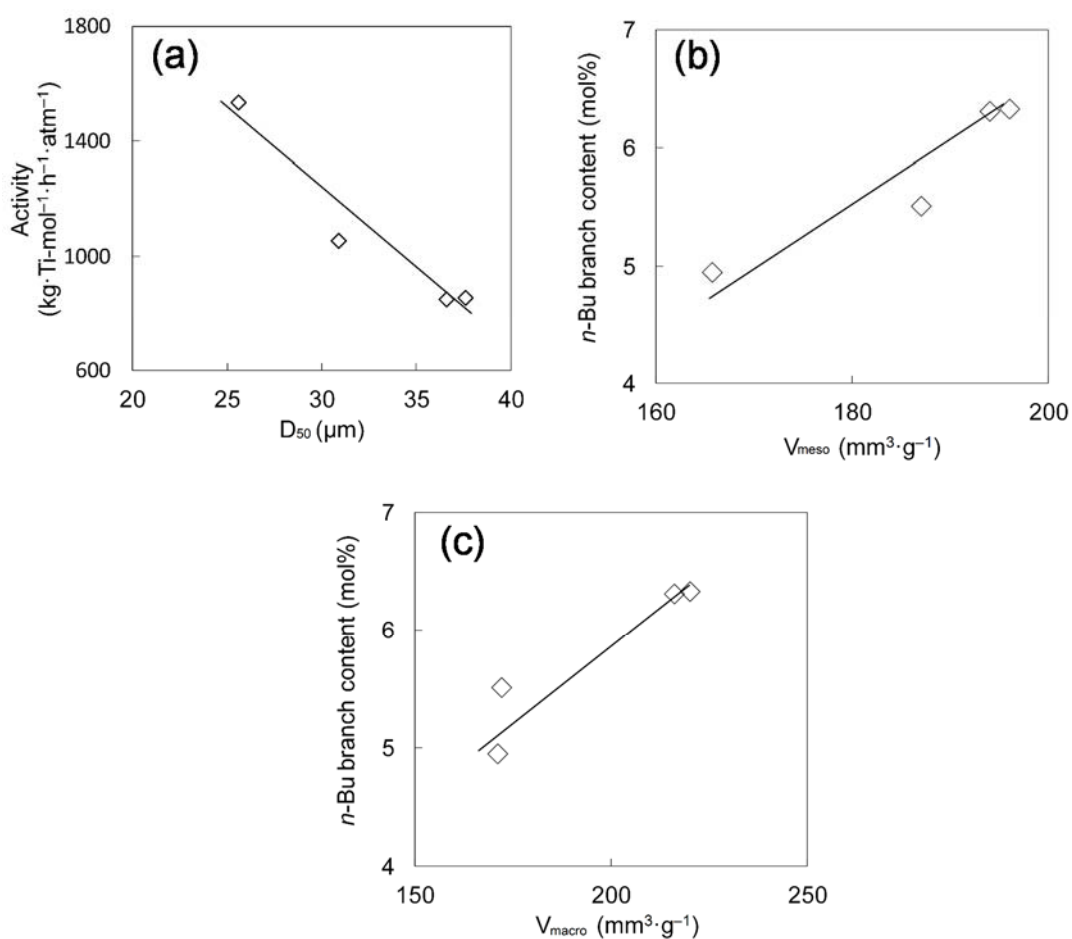 (a)
Activity
(kg·Ti-mol⁻¹·h⁻¹·atm⁻¹)
1800
1400
1000
600
20
25
30
35
40
D₅₀ (μm)
(b)
n-Bu branch content (mol%)
7
6
5
4
160
180
200
Vmeso (mm³·g⁻¹)
(c)
n-Bu branch content (mol%)
7
6
5
4
150
200
250
Vmacro (mm³·g⁻¹)